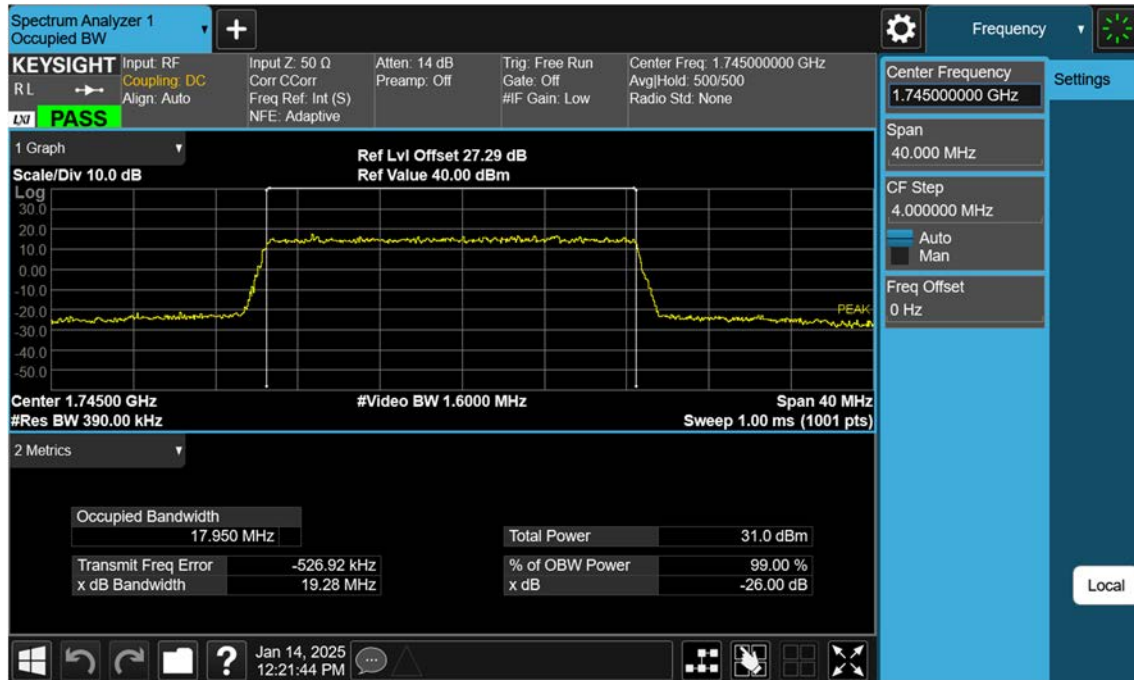 Spectrum Analyzer 1
Occupied BW
+
Frequency
KEYSIGHT
RL
LXI PASS
Input: RF
Coupling: DC
Align: Auto
Input Z: 50 Ω
Corr CCorr
Freq Ref: Int (S)
NFE: Adaptive
Atten: 14 dB
Preamp: Off
Trig: Free Run
Gate: Off
#IF Gain: Low
Center Freq: 1.745000000 GHz
Avg|Hold: 500/500
Radio Std: None
Center Frequency
1.745000000 GHz
Settings
Span
40.000 MHz
CF Step
4.000000 MHz
Auto
Man
Freq Offset
0 Hz
1 Graph
Scale/Div 10.0 dB
Ref Lvl Offset 27.29 dB
Ref Value 40.00 dBm
Log
30.0
20.0
10.0
0.00
-10.0
-20.0
-30.0
-40.0
-50.0
PEAK
Center 1.74500 GHz
#Video BW 1.6000 MHz
Span 40 MHz
#Res BW 390.00 kHz
Sweep 1.00 ms (1001 pts)
2 Metrics
Occupied Bandwidth
17.950 MHz
Total Power 31.0 dBm
Transmit Freq Error -526.92 kHz
% of OBW Power 99.00 %
x dB Bandwidth 19.28 MHz
x dB -26.00 dB
Local
?
Jan 14, 2025
12:21:44 PM